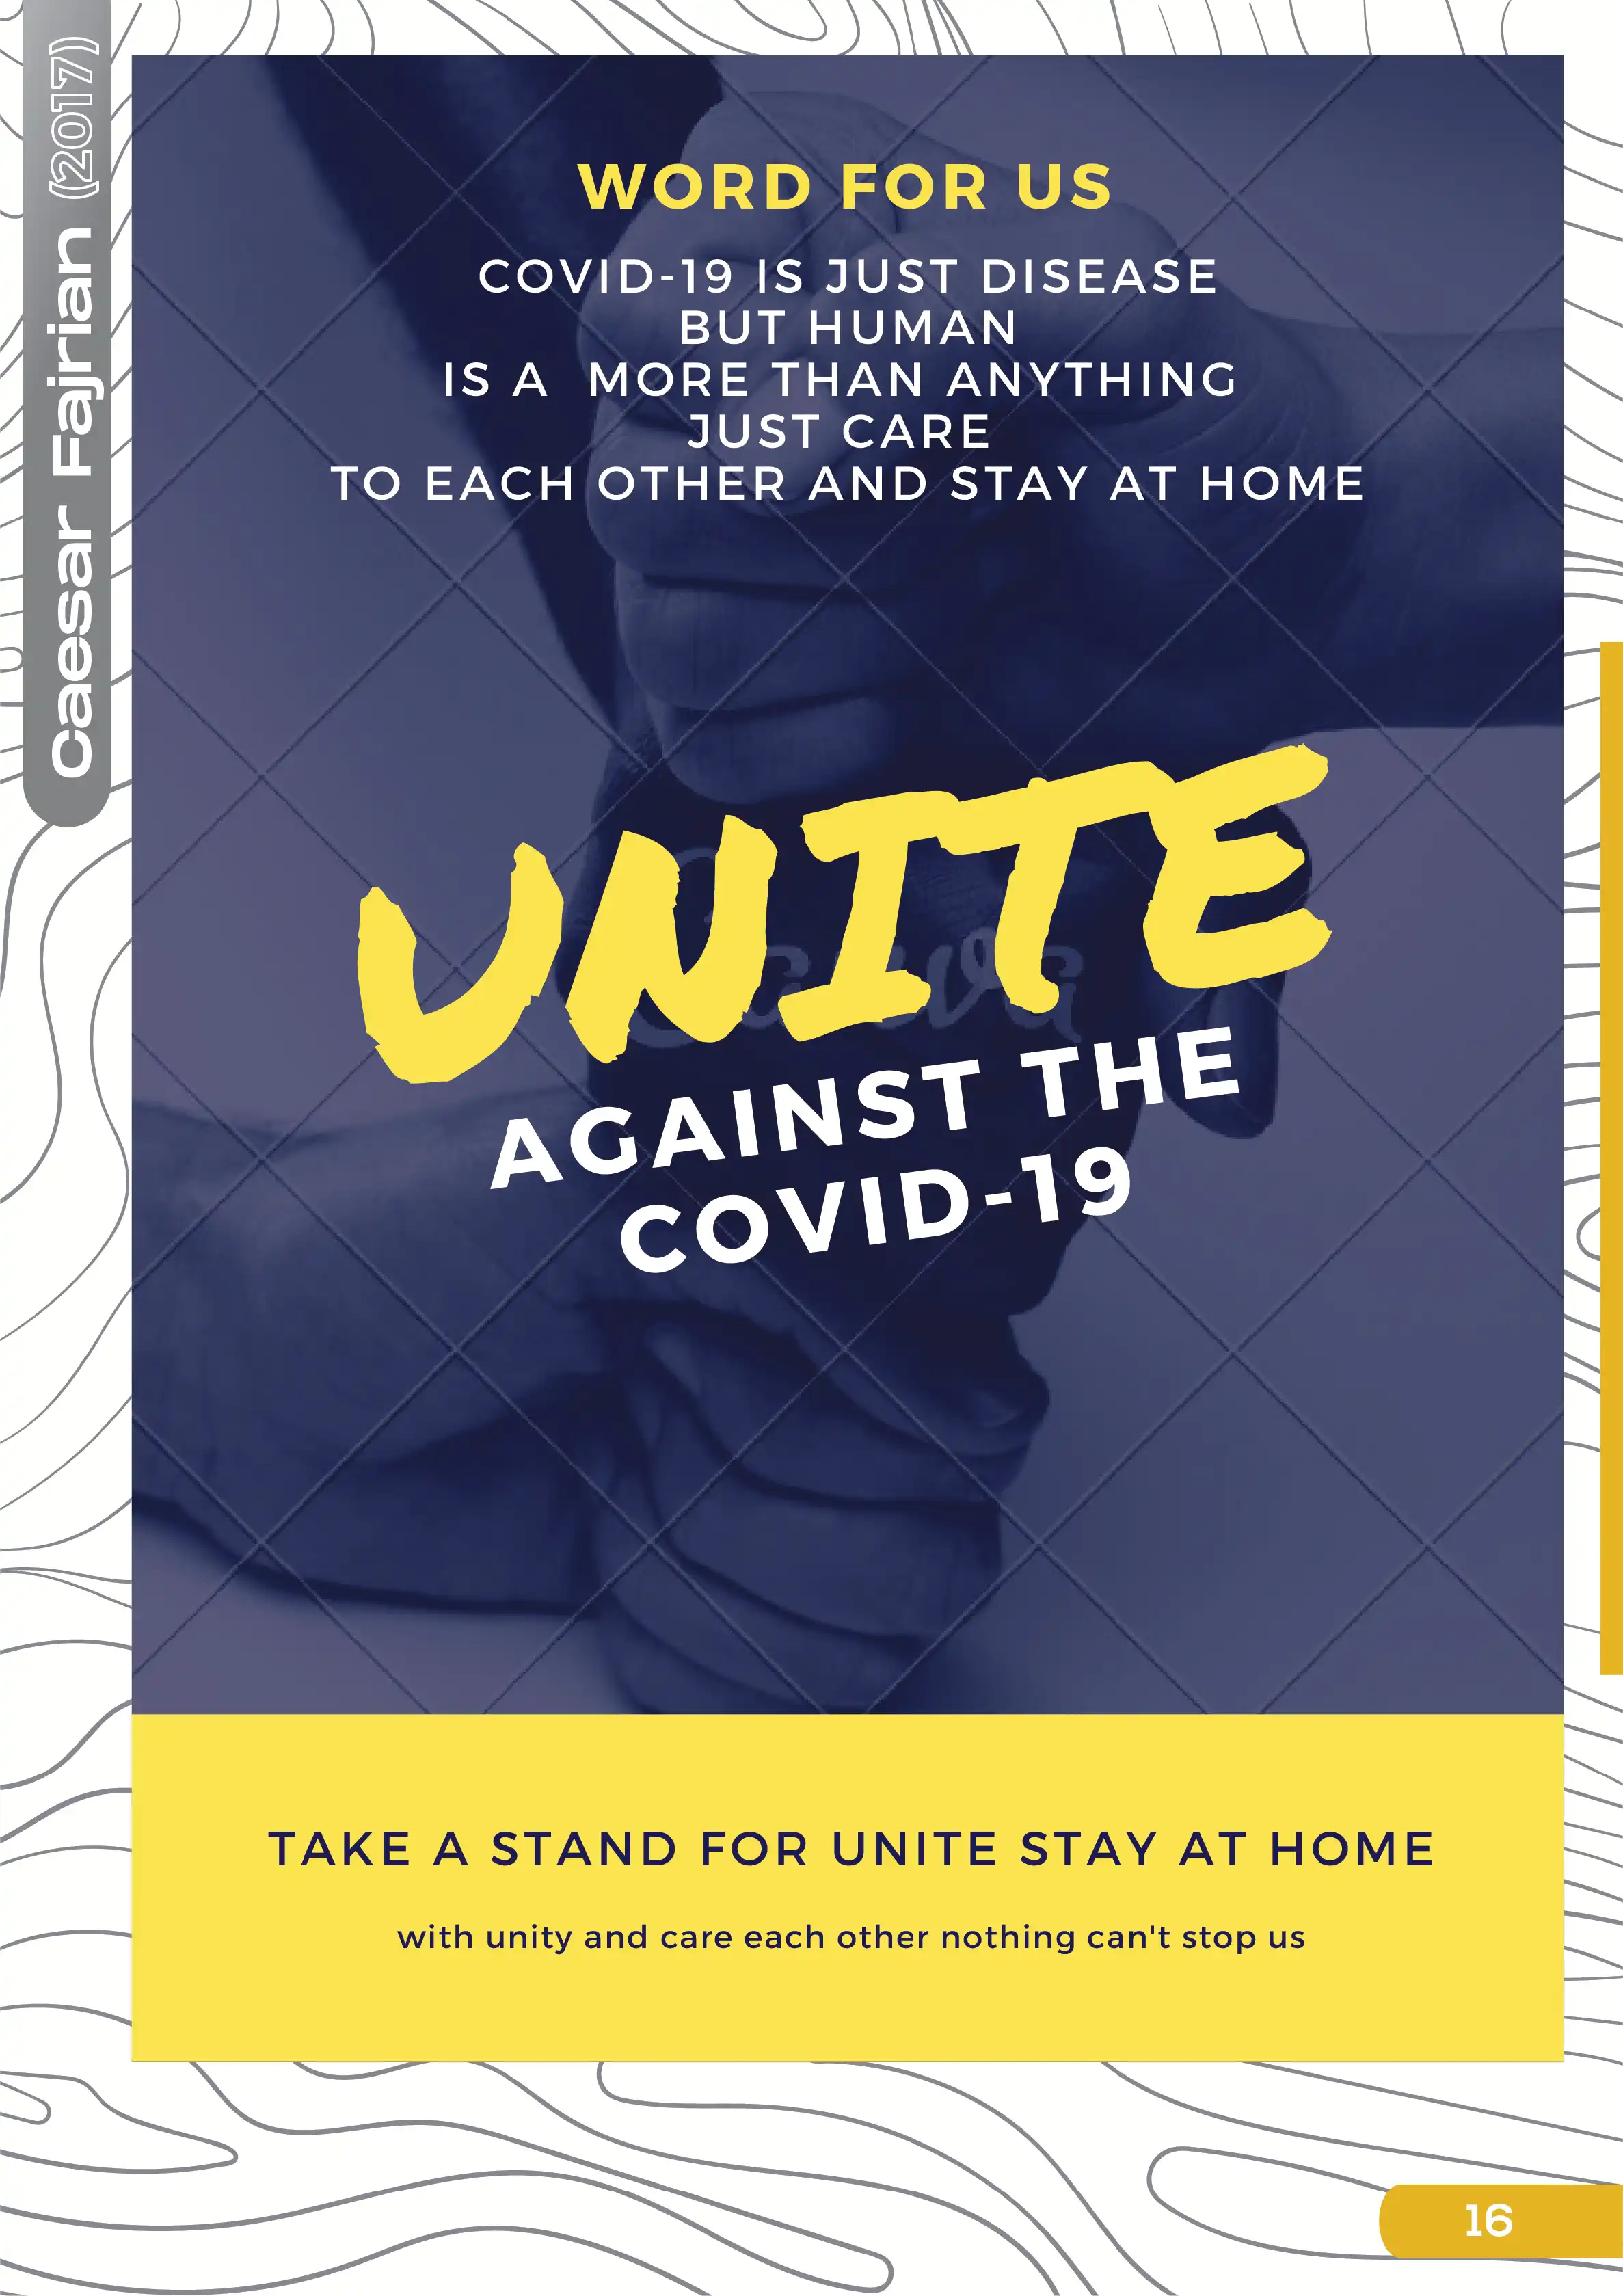 Caesar Fajrian (2017)
WORD FOR US
COVID-19 IS JUST DISEASE
BUT HUMAN
IS A MORE THAN ANYTHING
JUST CARE
TO EACH OTHER AND STAY AT HOME
Canva
UNITE
AGAINST THE
COVID-19
TAKE A STAND FOR UNITE STAY AT HOME
with unity and care each other nothing can't stop us
16